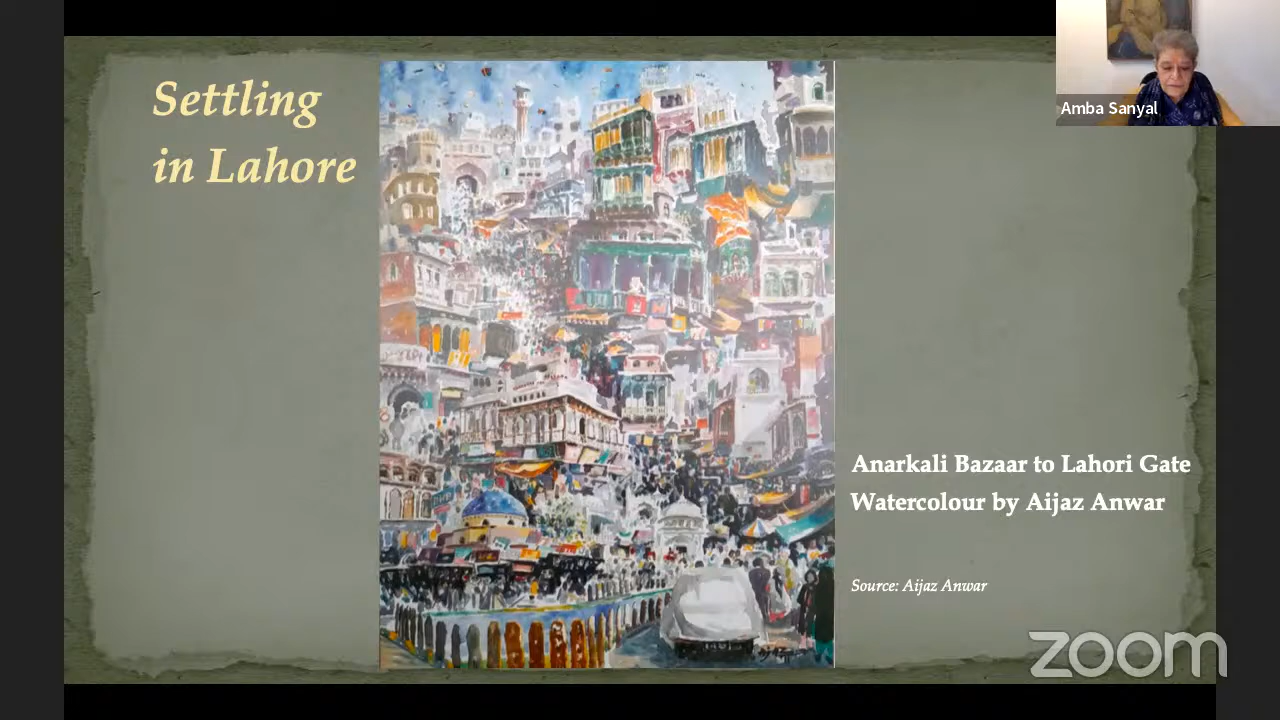 Settling
in Lahore
Amba Sanyal
Anarkali Bazaar to Lahori Gate
Watercolour by Aijaz Anwar
Source: Aijaz Anwar
zoom